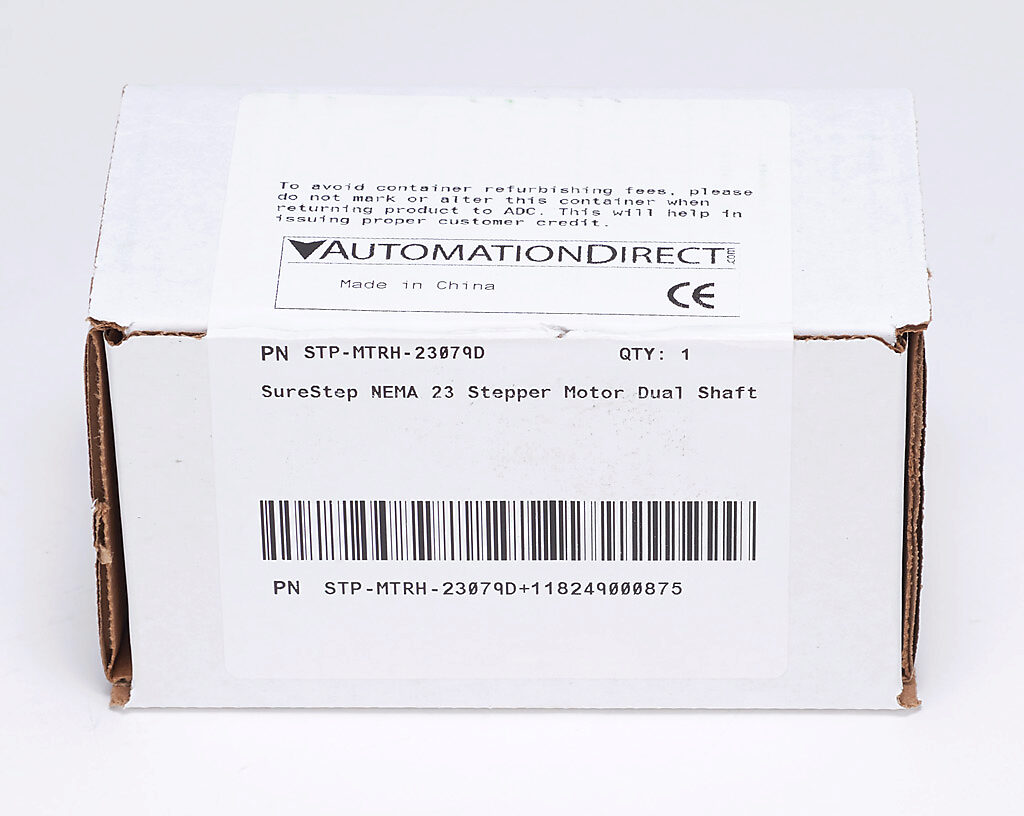 To avoid container refurbishing fees, please
do not mark or alter this container when
returning product to ADC. This will help in
issuing proper customer credit.
AUTOMATIONDIRECT.com
Made in China
CE
PN STP-MTRH-23079D QTY: 1
SureStep NEMA 23 Stepper Motor Dual Shaft
PN STP-MTRH-23079D+118249000875